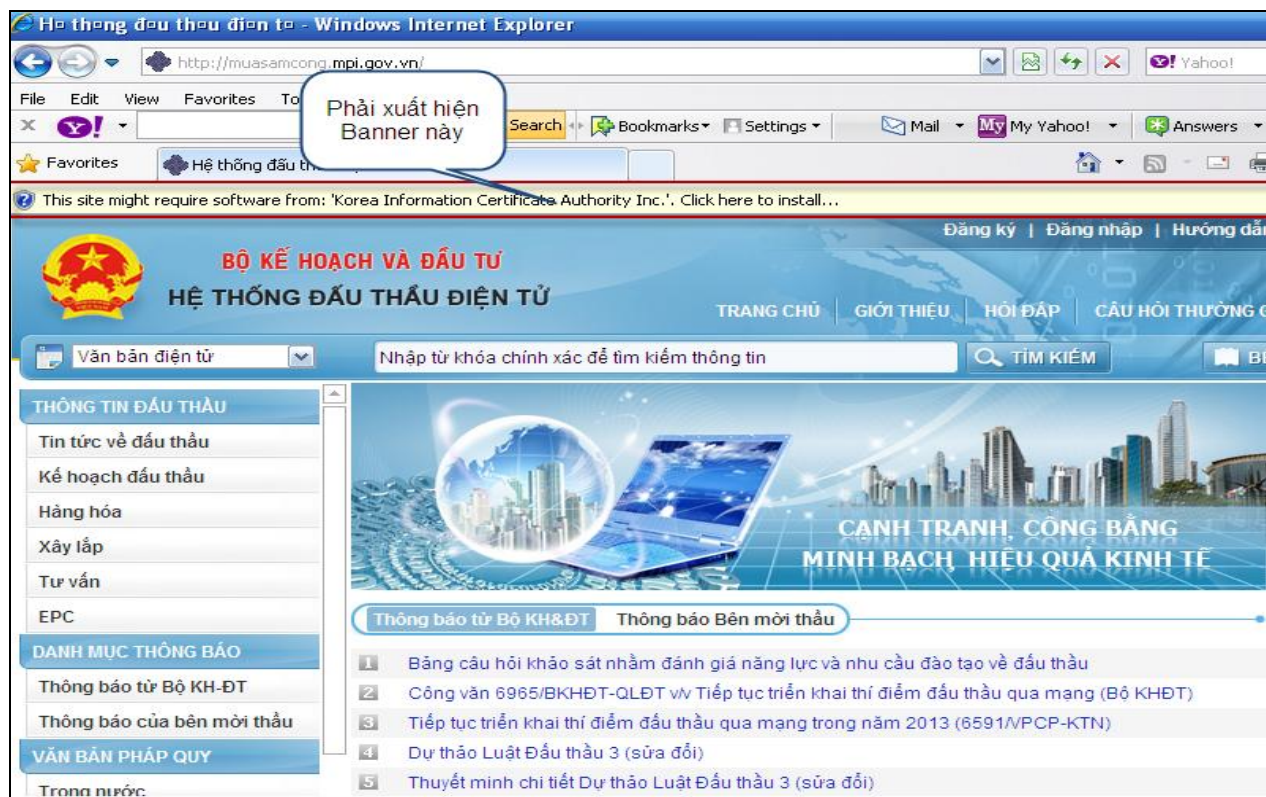 Hệ thống đấu thầu điện tử - Windows Internet Explorer
http://muasamcong.mpi.gov.vn/
Yahoo!
File Edit View Favorites To
Phải xuất hiện
Banner này
Search Bookmarks Settings Mail My My Yahoo! Answers
Favorites Hệ thống đấu th
This site might require software from: 'Korea Information Certificate Authority Inc.'. Click here to install...
Đăng ký | Đăng nhập | Hướng dẫn
BỘ KẾ HOẠCH VÀ ĐẦU TƯ
HỆ THỐNG ĐẤU THẦU ĐIỆN TỬ
TRANG CHỦ GIỚI THIỆU HỎI ĐÁP CÂU HỎI THƯỜNG G
Văn bản điện tử Nhập từ khóa chính xác để tìm kiếm thông tin TÌM KIẾM
THÔNG TIN ĐẤU THẦU
Tin tức về đấu thầu
Kế hoạch đấu thầu
Hàng hóa
Xây lắp
Tư vấn
EPC
DANH MỤC THÔNG BÁO
Thông báo từ Bộ KH-ĐT
Thông báo của bên mời thầu
VĂN BẢN PHÁP QUY
Trong nước
CẠNH TRANH, CÔNG BẰNG
MINH BẠCH, HIỆU QUẢ KINH TẾ
Thông báo từ Bộ KH&ĐT Thông báo Bên mời thầu
1 Bảng câu hỏi khảo sát nhằm đánh giá năng lực và nhu cầu đào tạo về đấu thầu
2 Công văn 6965/BKHĐT-QLĐT v/v Tiếp tục triển khai thí điểm đấu thầu qua mạng (Bộ KHĐT)
3 Tiếp tục triển khai thí điểm đấu thầu qua mạng trong năm 2013 (6591/VPCP-KTN)
4 Dự thảo Luật Đấu thầu 3 (sửa đổi)
5 Thuyết minh chi tiết Dự thảo Luật Đấu thầu 3 (sửa đổi)